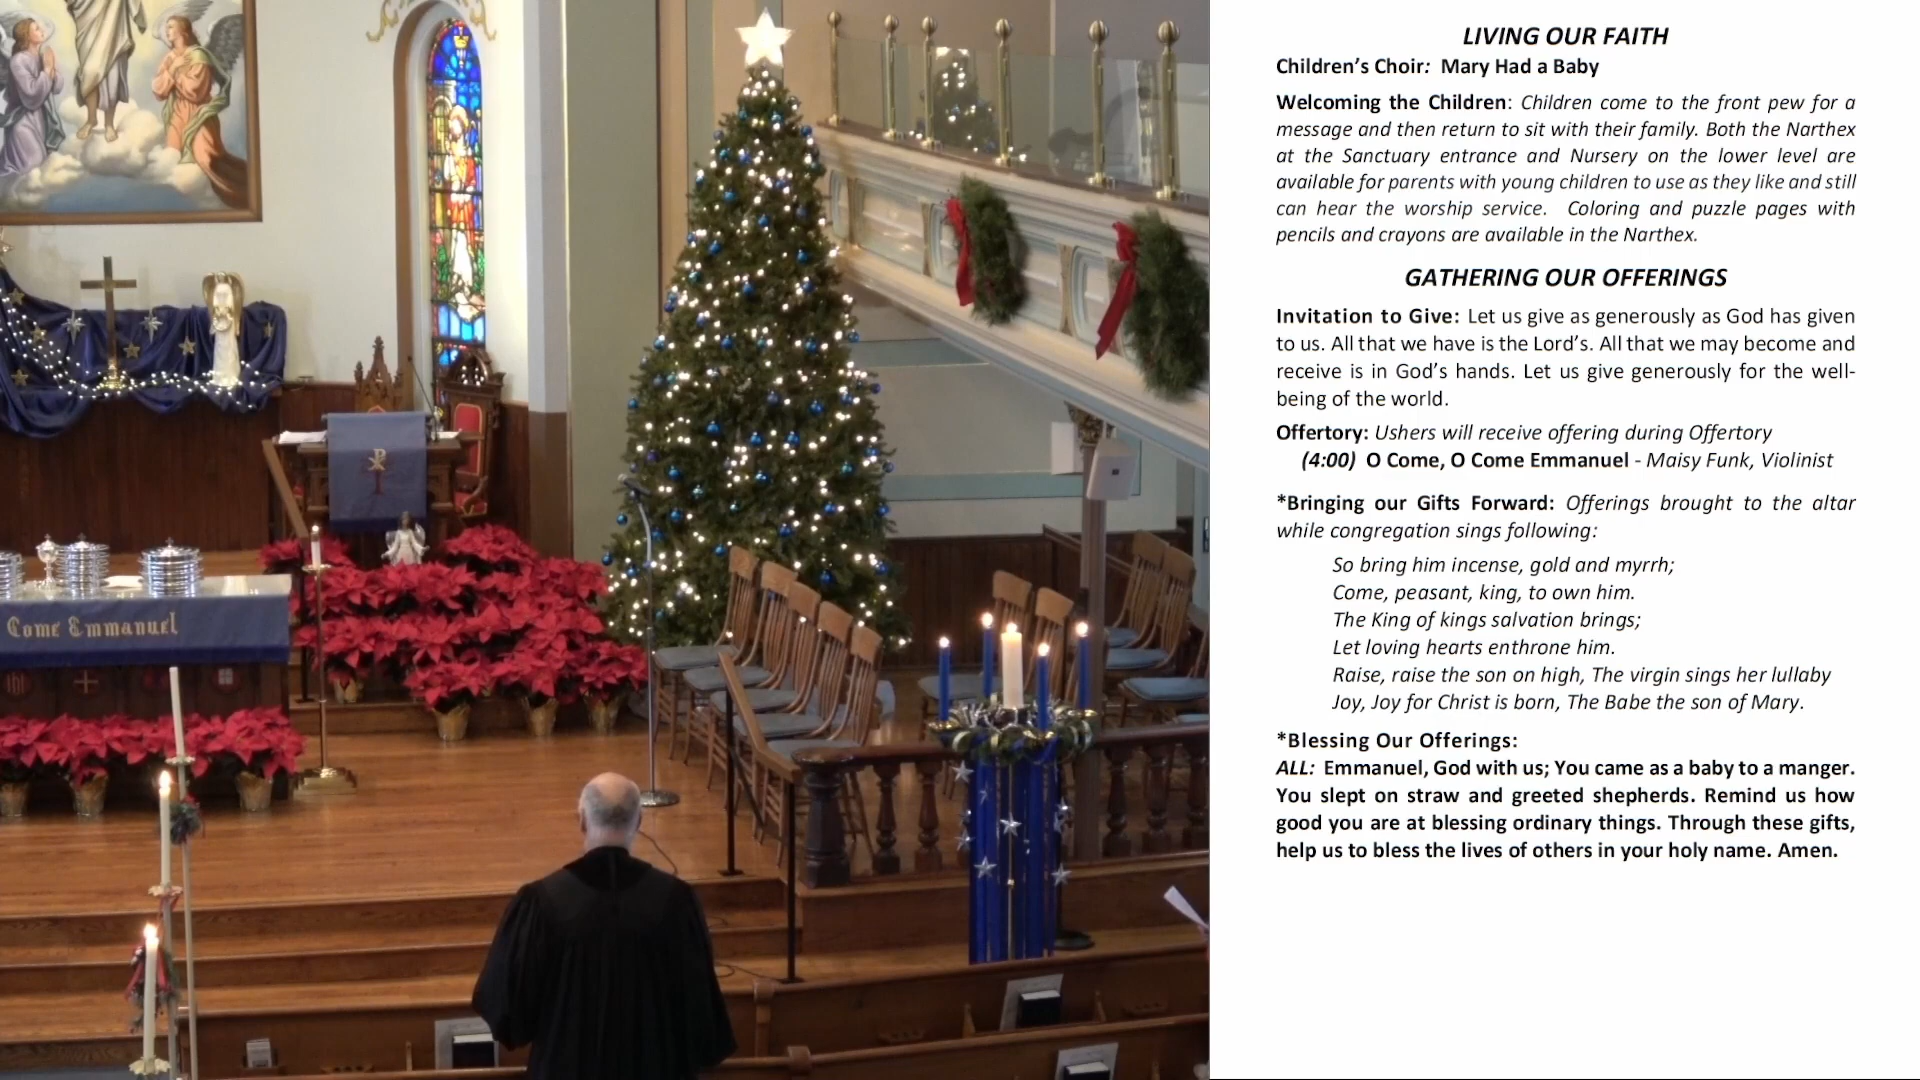 Come Emmanuel
LIVING OUR FAITH
Children's Choir: Mary Had a Baby
Welcoming the Children: Children come to the front pew for a
message and then return to sit with their family. Both the Narthex
at the Sanctuary entrance and Nursery on the lower level are
available for parents with young children to use as they like and still
can hear the worship service. Coloring and puzzle pages with
pencils and crayons are available in the Narthex.
GATHERING OUR OFFERINGS
Invitation to Give: Let us give as generously as God has given
to us. All that we have is the Lord's. All that we may become and
receive is in God's hands. Let us give generously for the well-
being of the world.
Offertory: Ushers will receive offering during Offertory
(4:00) O Come, O Come Emmanuel - Maisy Funk, Violinist
*Bringing our Gifts Forward: Offerings brought to the altar
while congregation sings following:
So bring him incense, gold and myrrh;
Come, peasant, king, to own him.
The King of kings salvation brings;
Let loving hearts enthrone him.
Raise, raise the son on high, The virgin sings her lullaby
Joy, Joy for Christ is born, The Babe the son of Mary.
*Blessing Our Offerings:
ALL: Emmanuel, God with us; You came as a baby to a manger.
You slept on straw and greeted shepherds. Remind us how
good you are at blessing ordinary things. Through these gifts,
help us to bless the lives of others in your holy name. Amen.